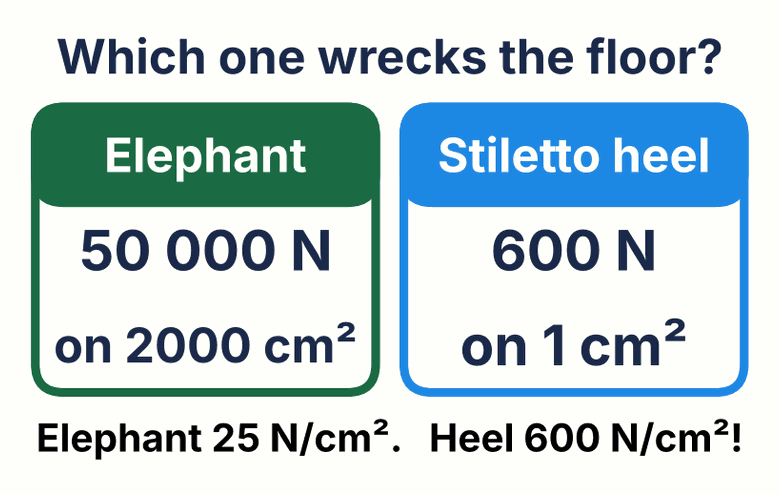 Which one wrecks the floor?
Elephant
50 000 N
on 2000 cm²
Stiletto heel
600 N
on 1 cm²
Elephant 25 N/cm². Heel 600 N/cm²!